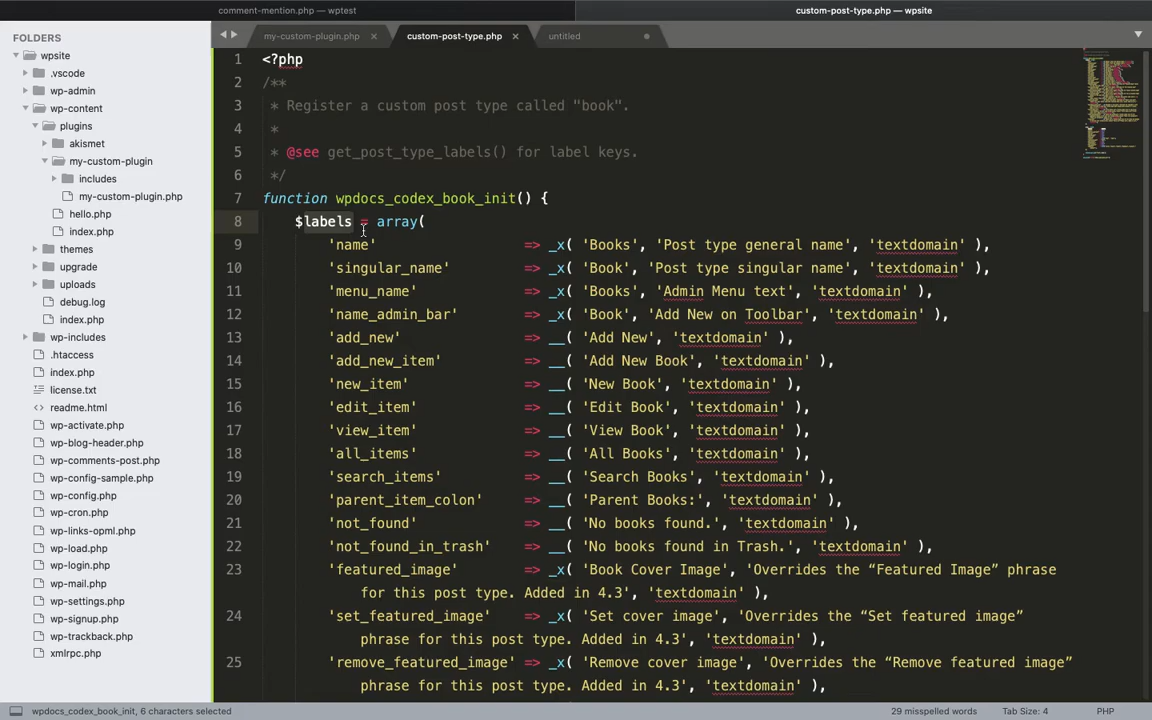 comment-mention.php — wptest
custom-post-type.php — wpsite
FOLDERS
wpsite
.vscode
wp-admin
wp-content
plugins
akismet
my-custom-plugin
includes
my-custom-plugin.php
hello.php
index.php
themes
upgrade
uploads
debug.log
index.php
wp-includes
.htaccess
index.php
license.txt
readme.html
wp-activate.php
wp-blog-header.php
wp-comments-post.php
wp-config-sample.php
wp-config.php
wp-cron.php
wp-links-opml.php
wp-load.php
wp-login.php
wp-mail.php
wp-settings.php
wp-signup.php
wp-trackback.php
xmlrpc.php
my-custom-plugin.php
custom-post-type.php
untitled
1 <?php
2 /**
3  * Register a custom post type called "book".
4  *
5  * @see get_post_type_labels() for label keys.
6  */
7 function wpdocs_codex_book_init() {
8     $labels = array(
9         'name'                  => _x( 'Books', 'Post type general name', 'textdomain' ),
10         'singular_name'         => _x( 'Book', 'Post type singular name', 'textdomain' ),
11         'menu_name'             => _x( 'Books', 'Admin Menu text', 'textdomain' ),
12         'name_admin_bar'        => _x( 'Book', 'Add New on Toolbar', 'textdomain' ),
13         'add_new'               => __( 'Add New', 'textdomain' ),
14         'add_new_item'          => __( 'Add New Book', 'textdomain' ),
15         'new_item'              => __( 'New Book', 'textdomain' ),
16         'edit_item'             => __( 'Edit Book', 'textdomain' ),
17         'view_item'             => __( 'View Book', 'textdomain' ),
18         'all_items'             => __( 'All Books', 'textdomain' ),
19         'search_items'          => __( 'Search Books', 'textdomain' ),
20         'parent_item_colon'     => __( 'Parent Books:', 'textdomain' ),
21         'not_found'             => __( 'No books found.', 'textdomain' ),
22         'not_found_in_trash'    => __( 'No books found in Trash.', 'textdomain' ),
23         'featured_image'        => _x( 'Book Cover Image', 'Overrides the “Featured Image” phrase
for this post type. Added in 4.3', 'textdomain' ),
24         'set_featured_image'    => _x( 'Set cover image', 'Overrides the “Set featured image”
phrase for this post type. Added in 4.3', 'textdomain' ),
25         'remove_featured_image' => _x( 'Remove cover image', 'Overrides the “Remove featured image”
phrase for this post type. Added in 4.3', 'textdomain' ),
wpdocs_codex_book_init, 6 characters selected
29 misspelled words
Tab Size: 4
PHP